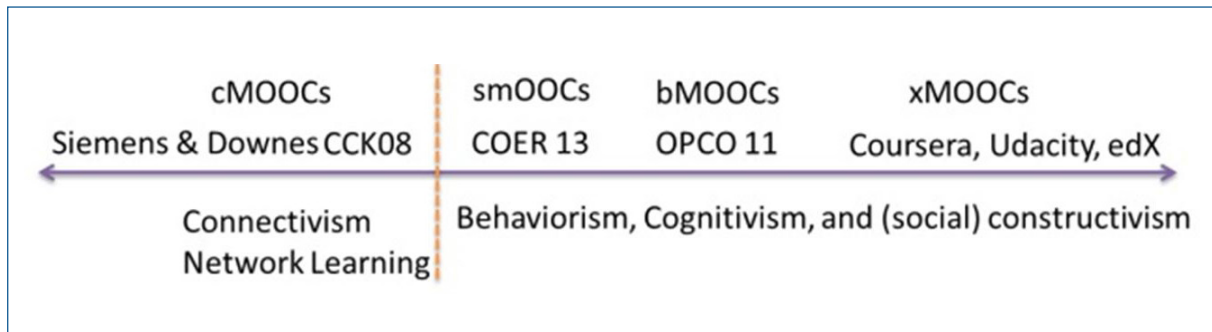 cMOOCs smOOCs bMOOCs xMOOCs
Siemens & Downes CCK08 COER 13 OPCO 11 Coursera, Udacity, edX
Connectivism Behaviorism, Cognitivism, and (social) constructivism
Network Learning